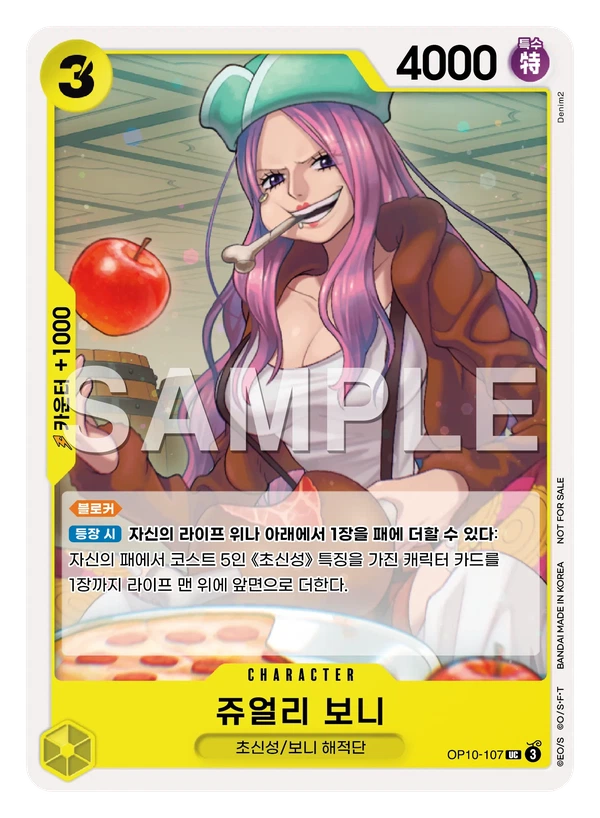 3
4000
특수
特
Denim2
카운터 +1000
SAMPLE
블로커
등장 시 자신의 라이프 위나 아래에서 1장을 패에 더할 수 있다:
자신의 패에서 코스트 5인 《초신성》 특징을 가진 캐릭터 카드를
1장까지 라이프 맨 위에 앞면으로 더한다.
CHARACTER
쥬얼리 보니
초신성/보니 해적단
OP10-107 UC 3
©EO/S ©O/S·F·T BANDAI MADE IN KOREA NOT FOR SALE